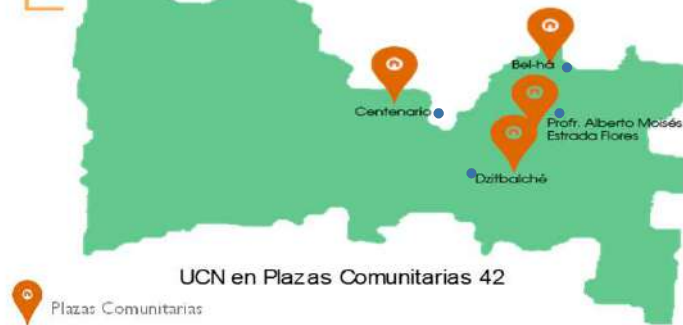 Bel-há
Centenario
Profr. Alberto Moisés
Estrada Flores
Dzitbalché
UCN en Plazas Comunitarias 42
Plazas Comunitarias